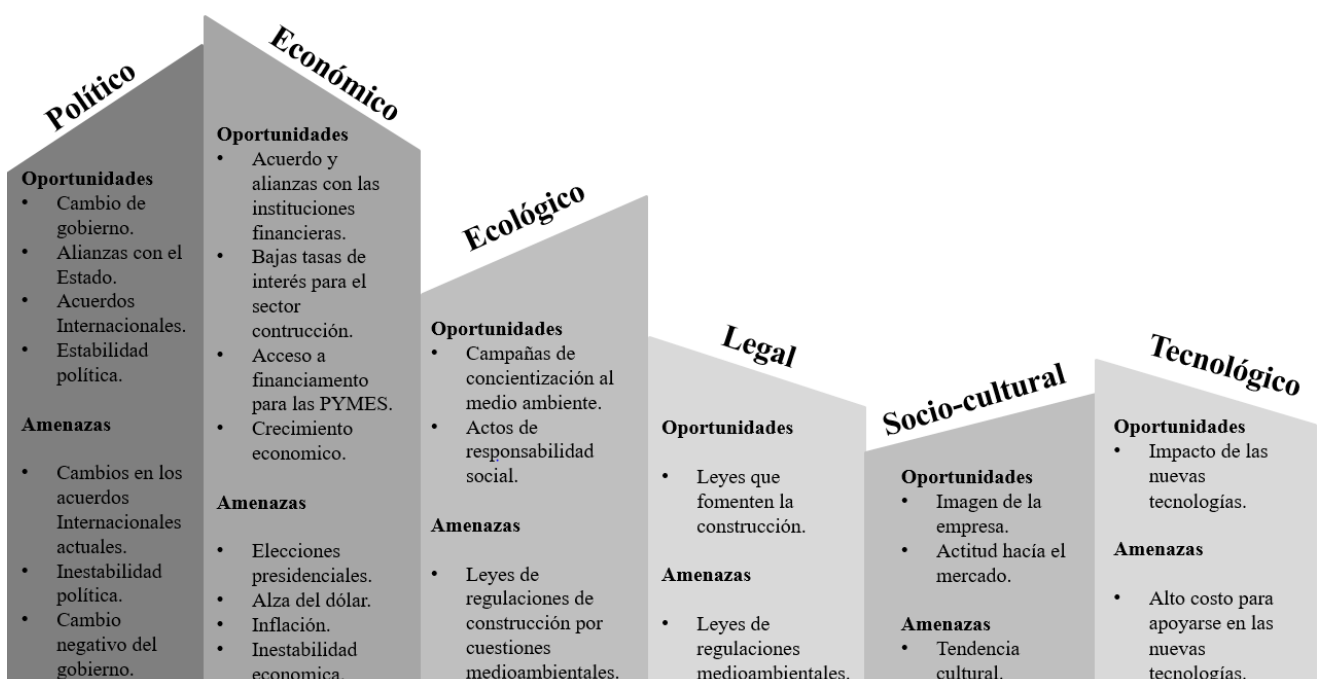 Político
Oportunidades
• Cambio de
gobierno.
• Alianzas con el
Estado.
• Acuerdos
Internacionales.
• Estabilidad
política.
Amenazas
• Cambios en los
acuerdos
Internacionales
actuales.
• Inestabilidad
política.
• Cambio
negativo del
gobierno.
Económico
Oportunidades
• Acuerdo y
alianzas con las
instituciones
financieras.
• Bajas tasas de
interés para el
sector
contrucción.
• Acceso a
financiamento
para las PYMES.
• Crecimiento
economico.
Amenazas
• Elecciones
presidenciales.
• Alza del dólar.
• Inflación.
• Inestabilidad
economica.
Ecológico
Oportunidades
• Campañas de
concientización al
medio ambiente.
• Actos de
responsabilidad
social.
Amenazas
• Leyes de
regulaciones de
construcción por
cuestiones
medioambientales.
Legal
Oportunidades
• Leyes que
fomenten la
construcción.
Amenazas
• Leyes de
regulaciones
medioambientales.
Socio-cultural
Oportunidades
• Imagen de la
empresa.
• Actitud hacía el
mercado.
Amenazas
• Tendencia
cultural.
Tecnológico
Oportunidades
• Impacto de las
nuevas
tecnologías.
Amenazas
• Alto costo para
apoyarse en las
nuevas
tecnologías.